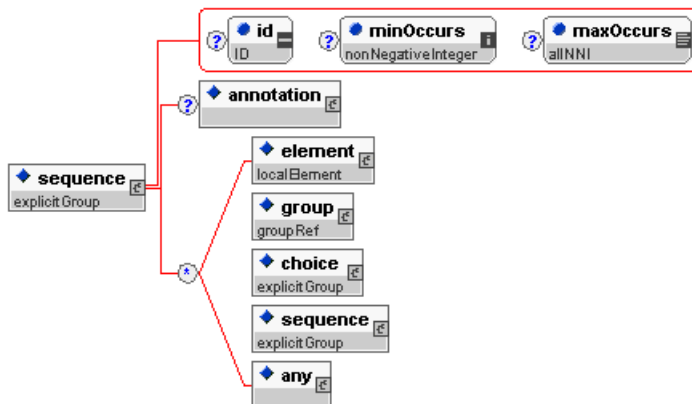 ? id
ID
? minOccurs
nonNegativeInteger
? maxOccurs
allNNI
? annotation
sequence
explicitGroup
*
element
localElement
group
groupRef
choice
explicitGroup
sequence
explicitGroup
any